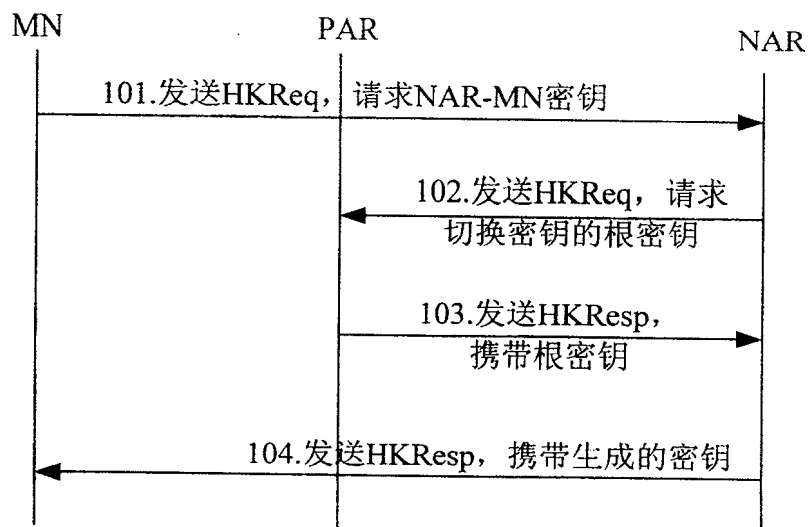 MN
PAR
NAR
101.发送HKReq，请求NAR-MN密钥
102.发送HKReq，请求
切换密钥的根密钥
103.发送HKResp，
携带根密钥
104.发送HKResp，携带生成的密钥